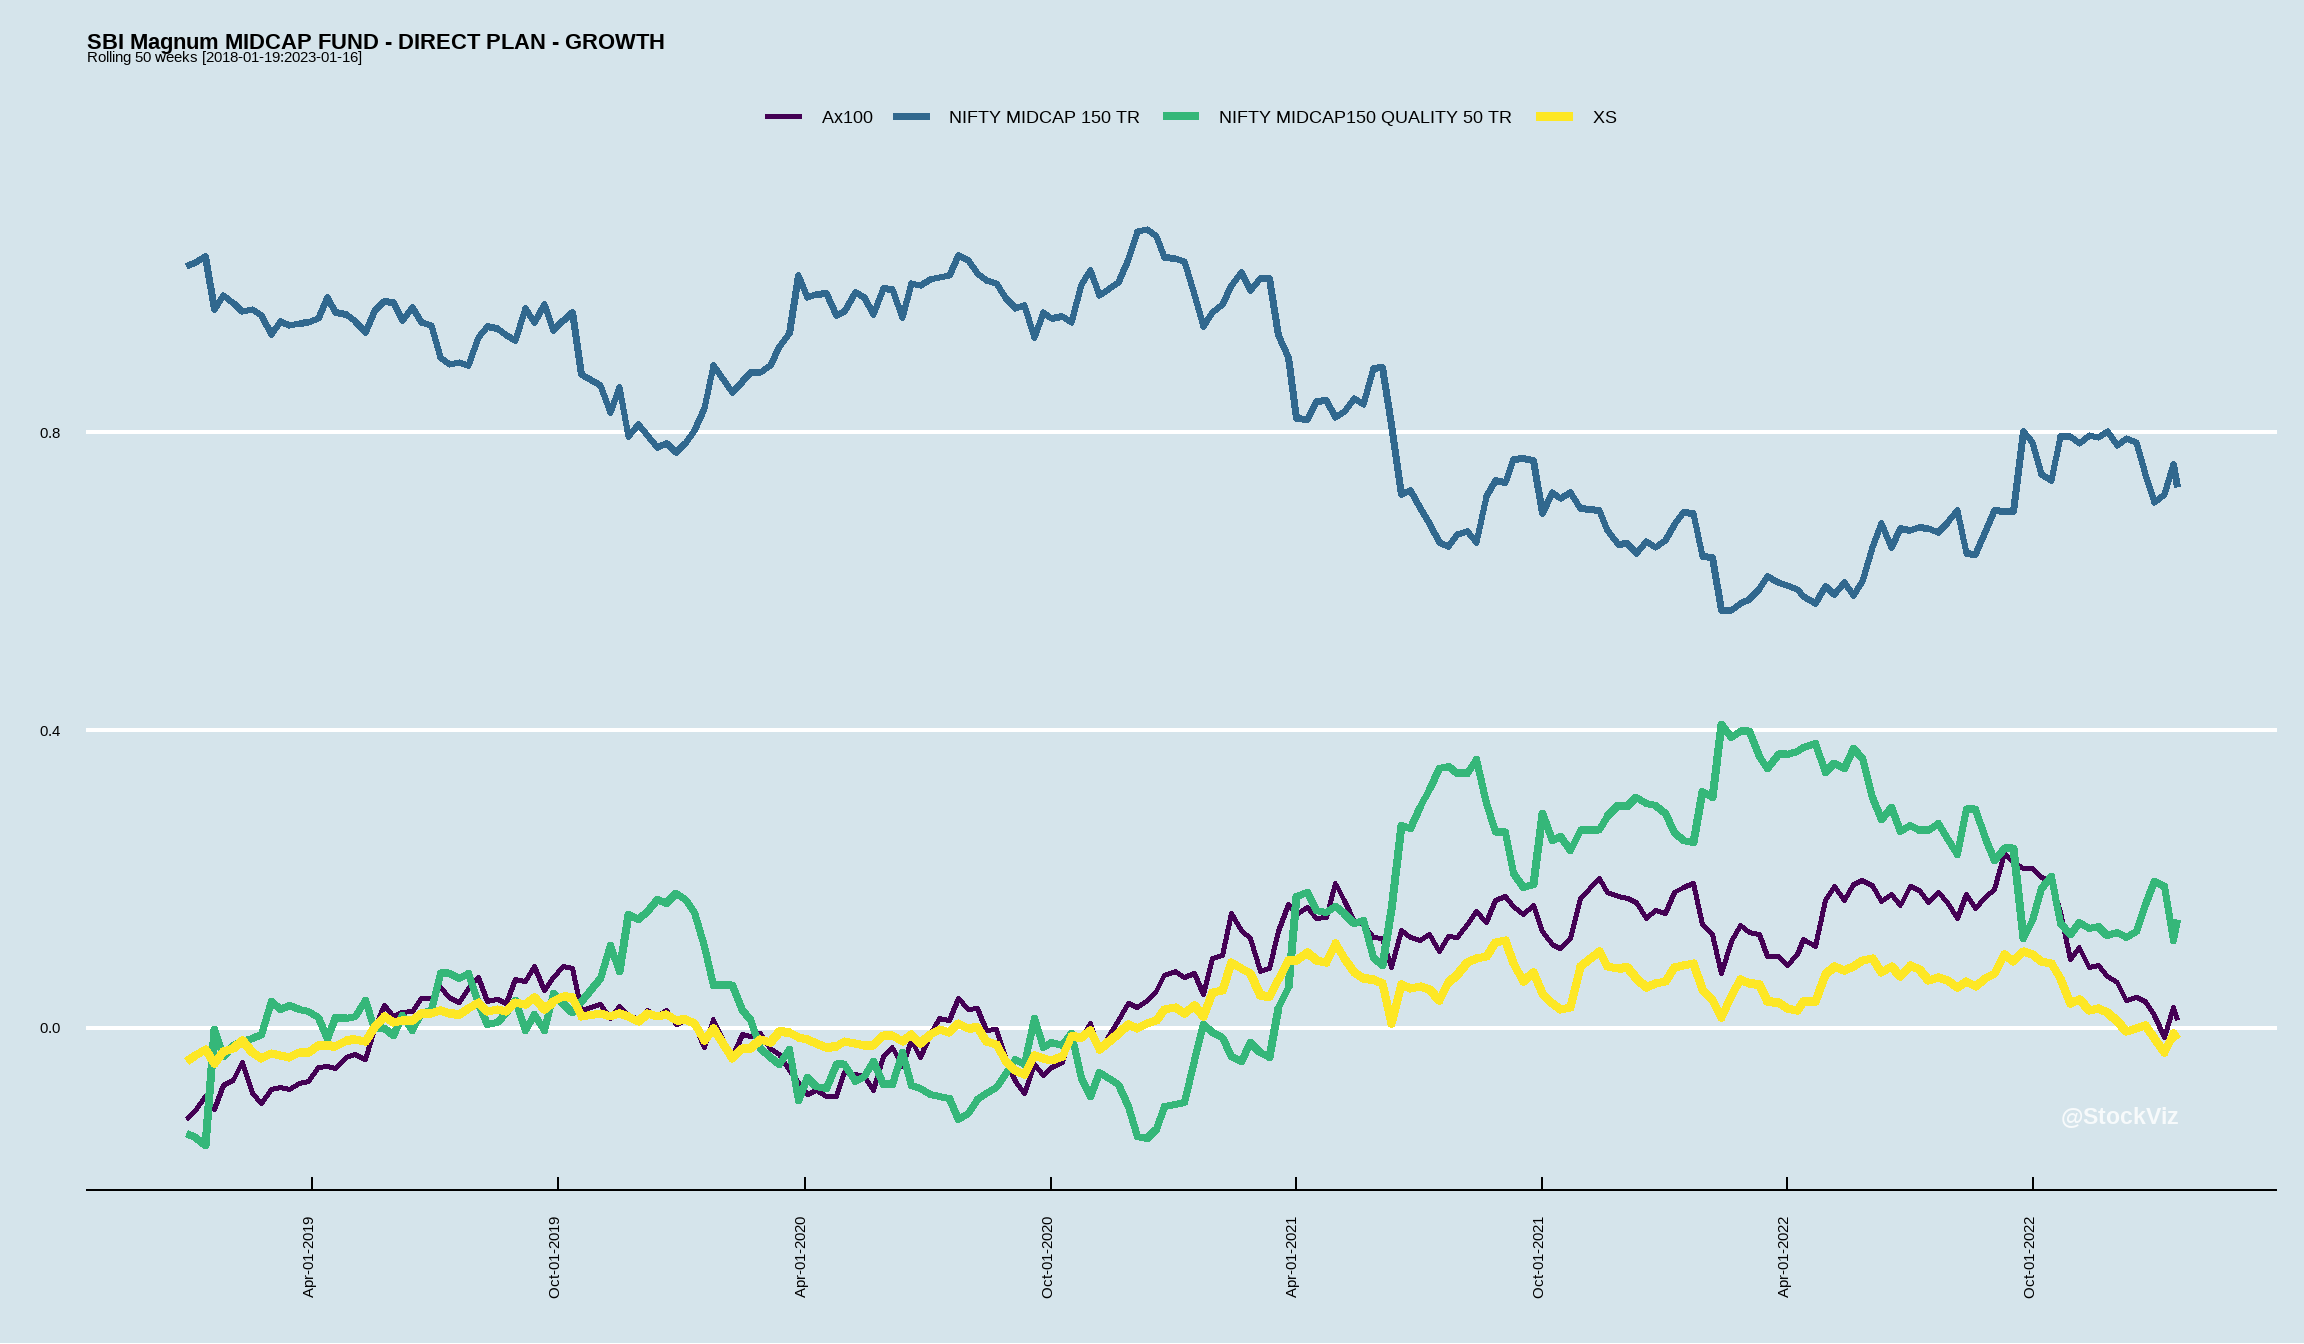 SBI Magnum MIDCAP FUND - DIRECT PLAN - GROWTH
Rolling 50 weeks [2018-01-19:2023-01-16]
Ax100 NIFTY MIDCAP 150 TR NIFTY MIDCAP150 QUALITY 50 TR XS
0.8
0.4
0.0
@StockViz
Apr-01-2019 Oct-01-2019 Apr-01-2020 Oct-01-2020 Apr-01-2021 Oct-01-2021 Apr-01-2022 Oct-01-2022